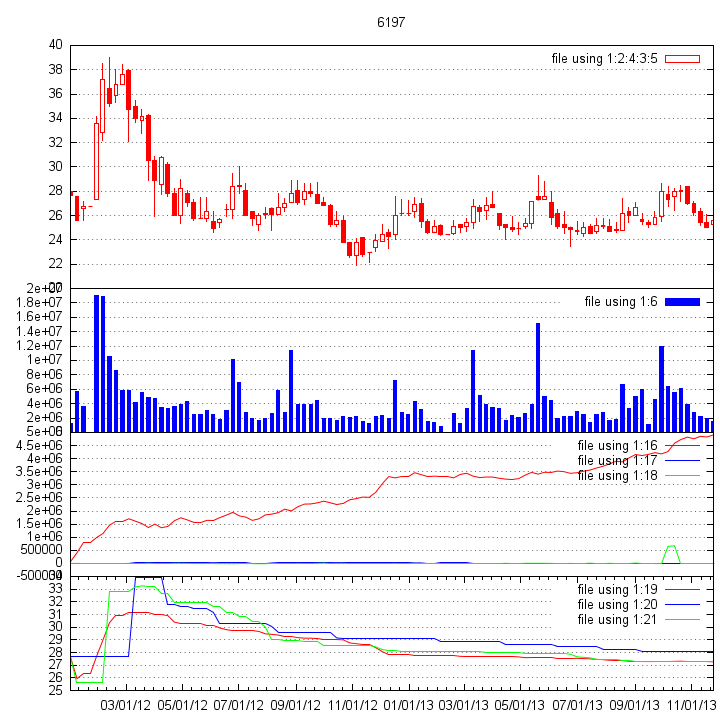 6197
40
38
36
34
32
30
28
26
24
22
file using 1:2:4:3:5
2e+07
1.8e+07
1.6e+07
1.4e+07
1.2e+07
1e+07
8e+06
6e+06
4e+06
2e+06
file using 1:6
4.5e+06
4e+06
3.5e+06
3e+06
2.5e+06
2e+06
1.5e+06
1e+06
500000
0
file using 1:16
file using 1:17
file using 1:18
33
32
31
30
29
28
27
26
25
file using 1:19
file using 1:20
file using 1:21
03/01/12 05/01/12 07/01/12 09/01/12 11/01/12 01/01/13 03/01/13 05/01/13 07/01/13 09/01/13 11/01/13